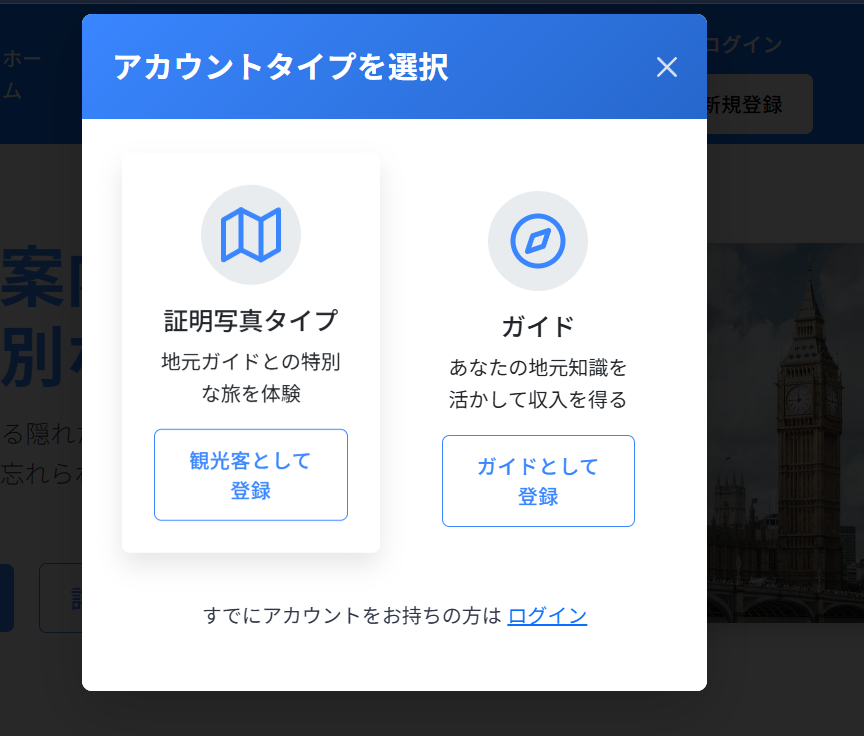 ホー
ム
ログイン
新規登録
アカウントタイプを選択
証明写真タイプ
地元ガイドとの特別
な旅を体験
観光客として
登録
ガイド
あなたの地元知識を
活かして収入を得る
ガイドとして
登録
すでにアカウントをお持ちの方は ログイン
案内
別な
る隠れた
忘れられ